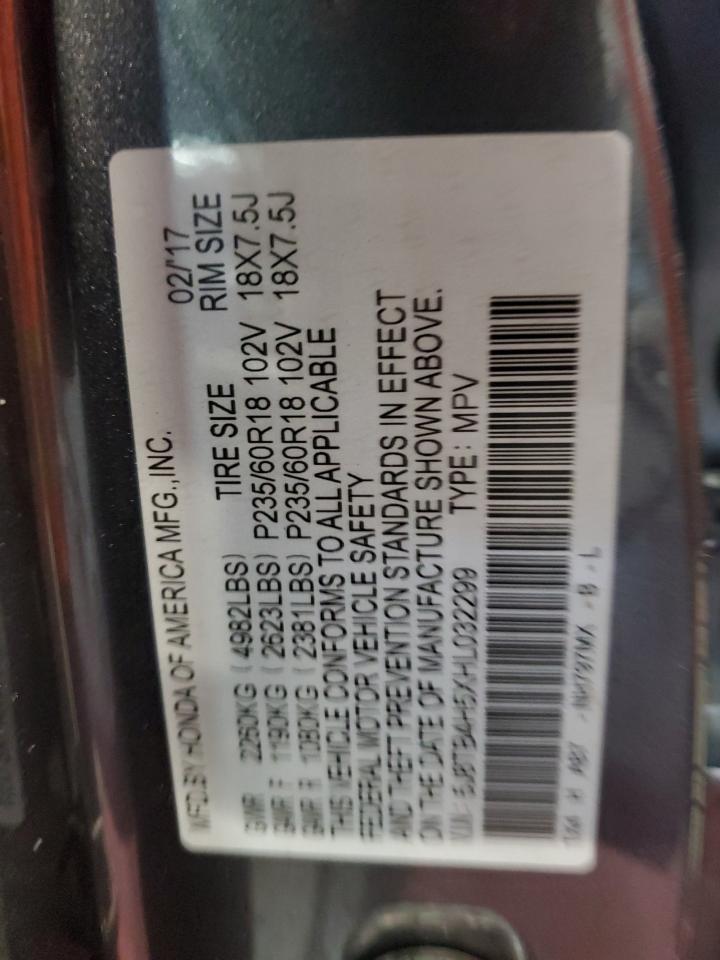 MFD.BY HONDA OF AMERICA MFG.,INC. 02/'17
GVWR 2260KG (4982LBS) TIRE SIZE RIM SIZE
GAWR F 1190KG (2623LBS) P235/60R18 102V 18X7.5J
GAWR R 1080KG (2381LBS) P235/60R18 102V 18X7.5J
THIS VEHICLE CONFORMS TO ALL APPLICABLE
FEDERAL MOTOR VEHICLE SAFETY
AND THEFT PREVENTION STANDARDS IN EFFECT
ON THE DATE OF MANUFACTURE SHOWN ABOVE.
V.I.N.: 5J8TB4H5XHL032299 TYPE: MPV
NH797MX -B-L